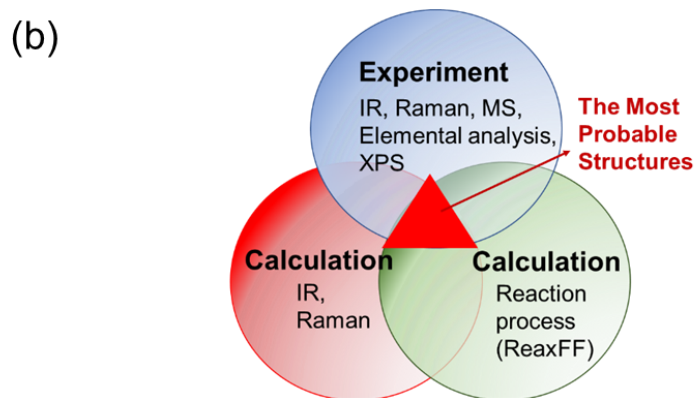 (b)
Experiment
IR, Raman, MS,
Elemental analysis,
XPS
The Most
Probable
Structures
Calculation
IR,
Raman
Calculation
Reaction
process
(ReaxFF)